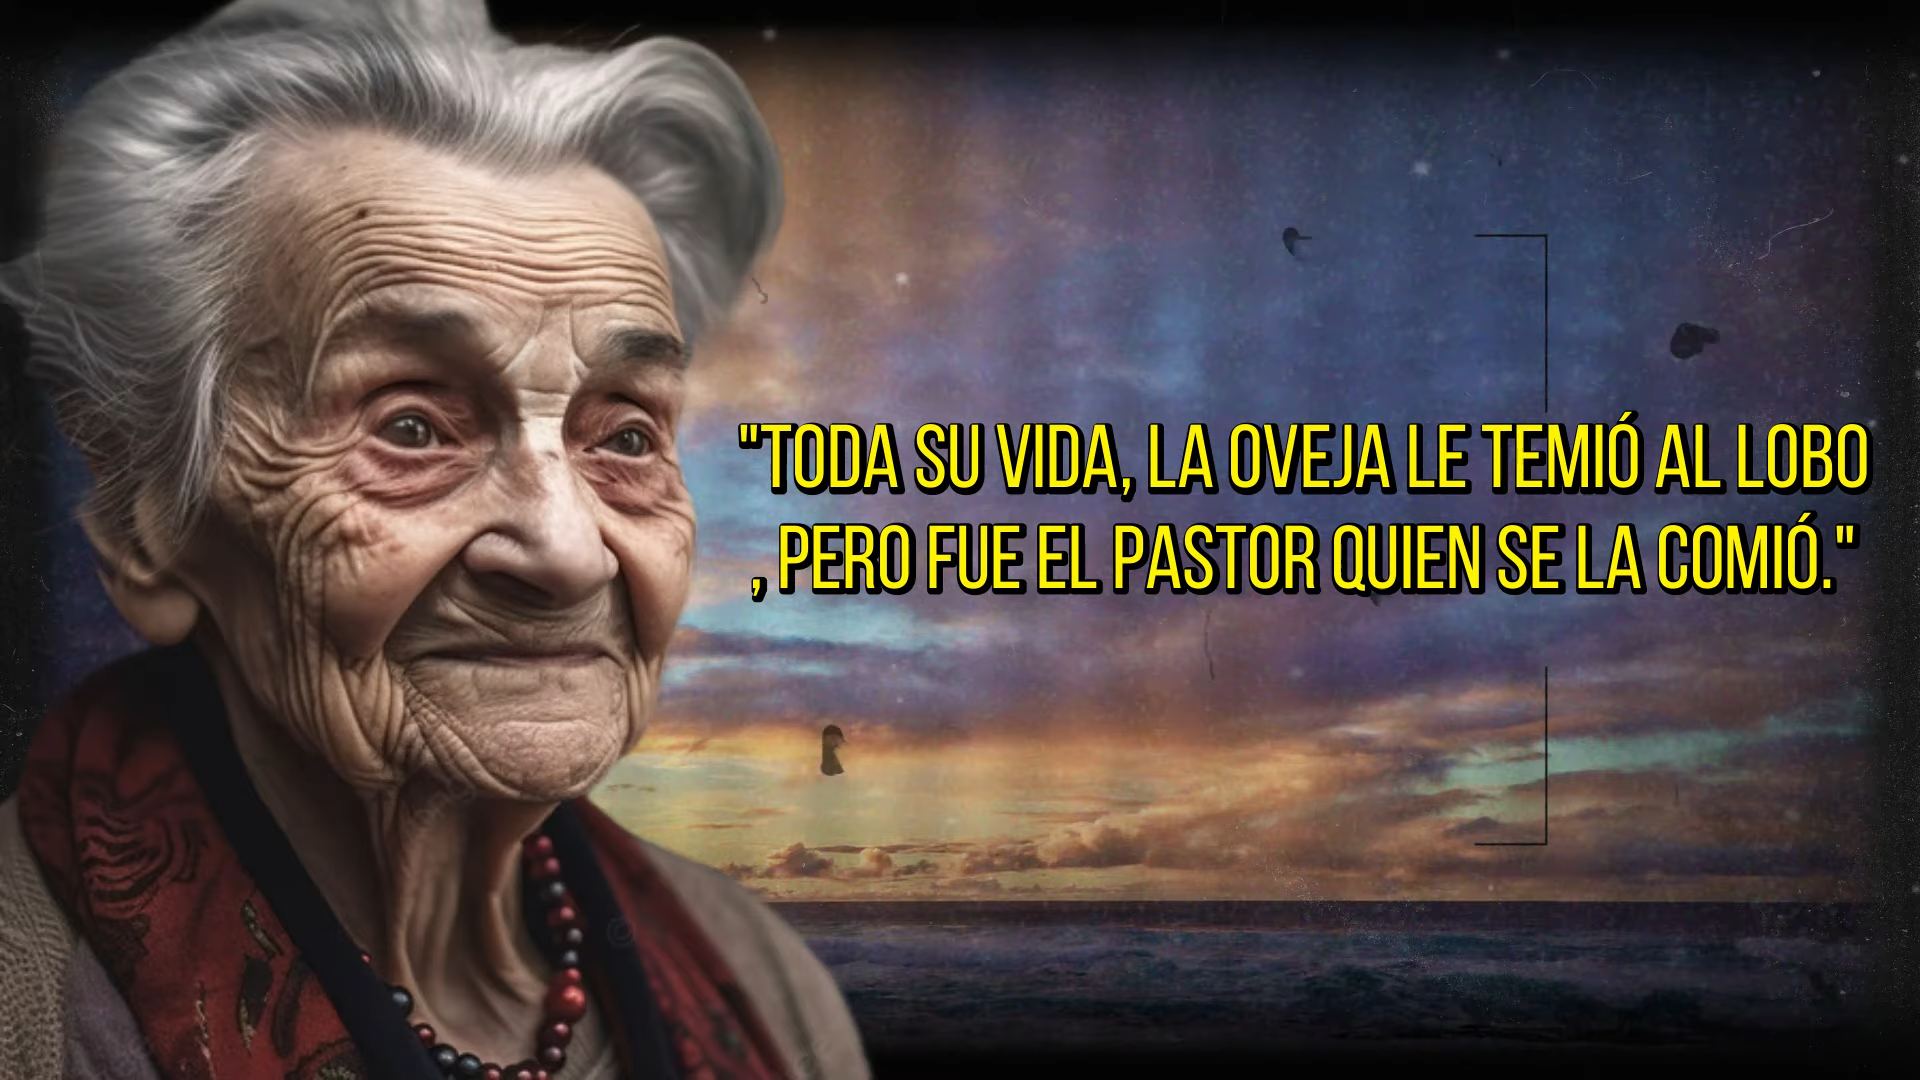 "TODA SU VIDA, LA OVEJA LE TEMIÓ AL LOBO
, PERO FUE EL PASTOR QUIEN SE LA COMIÓ."